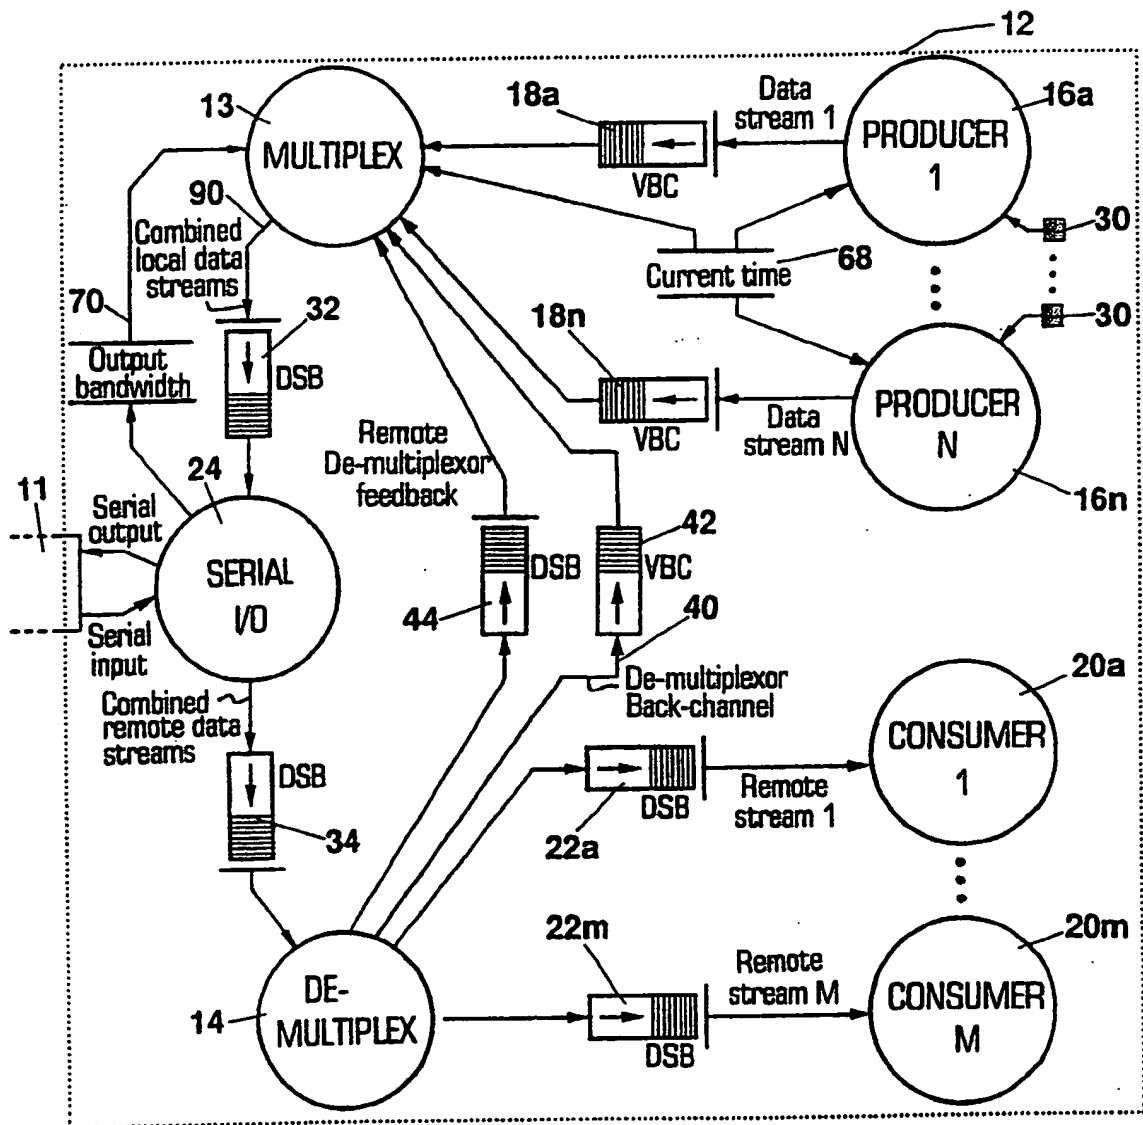 12
13
MULTIPLEX
18a
VBC
Data
stream 1
16a
PRODUCER
1
90
Combined
local data
streams
70
32
DSB
Output
bandwidth
Current time
68
30
30
18n
VBC
Data
stream N
PRODUCER
N
16n
Remote
De-multiplexor
feedback
11
24
Serial
output
SERIAL
I/O
Serial
input
DSB
44
42
VBC
40
De-multiplexor
Back-channel
Combined
remote data
streams
DSB
34
22a
DSB
Remote
stream 1
20a
CONSUMER
1
14
DE-
MULTIPLEX
22m
DSB
Remote
stream M
20m
CONSUMER
M